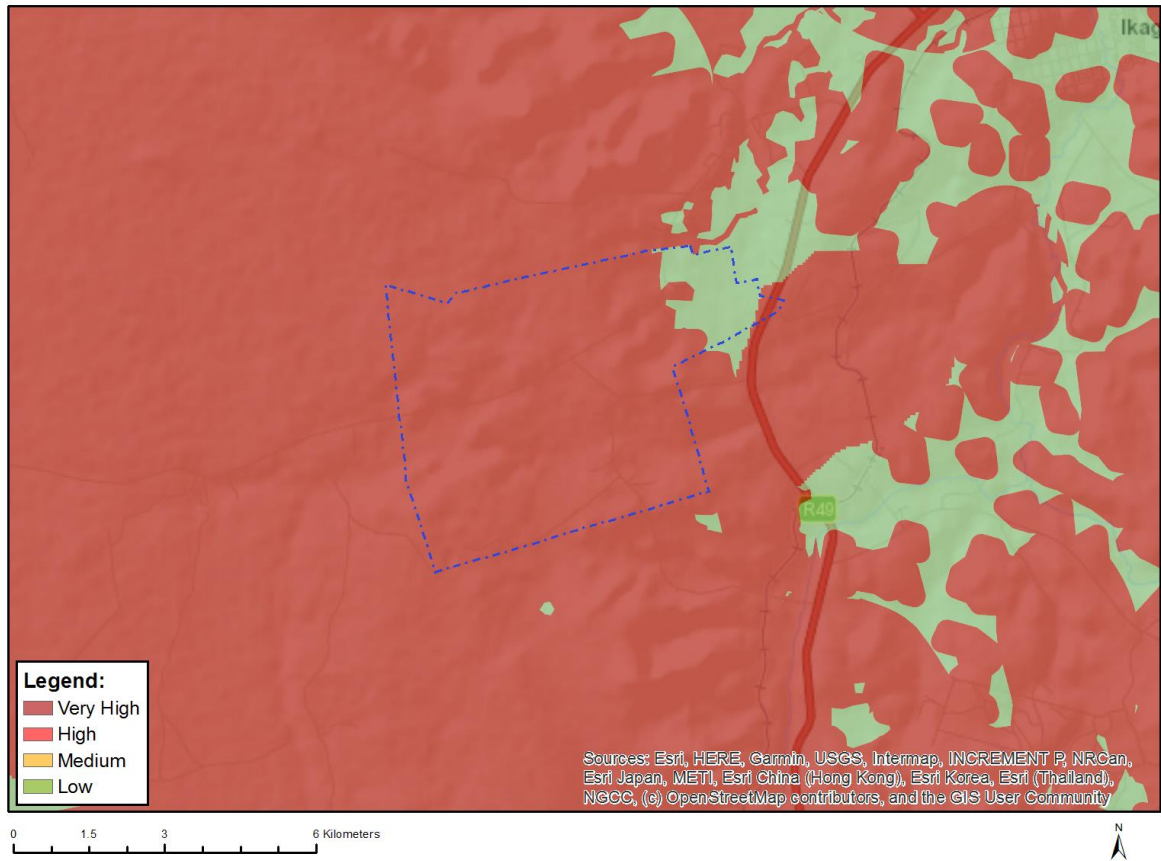 Ikag
R49
Legend:
Very High
High
Medium
Low
Sources: Esri, HERE, Garmin, USGS, Intermap, INCREMENT P, NRCan,
Esri Japan, METI, Esri China (Hong Kong), Esri Korea, Esri (Thailand),
NGCC, (c) OpenStreetMap contributors, and the GIS User Community
0 1.5 3 6 Kilometers
N